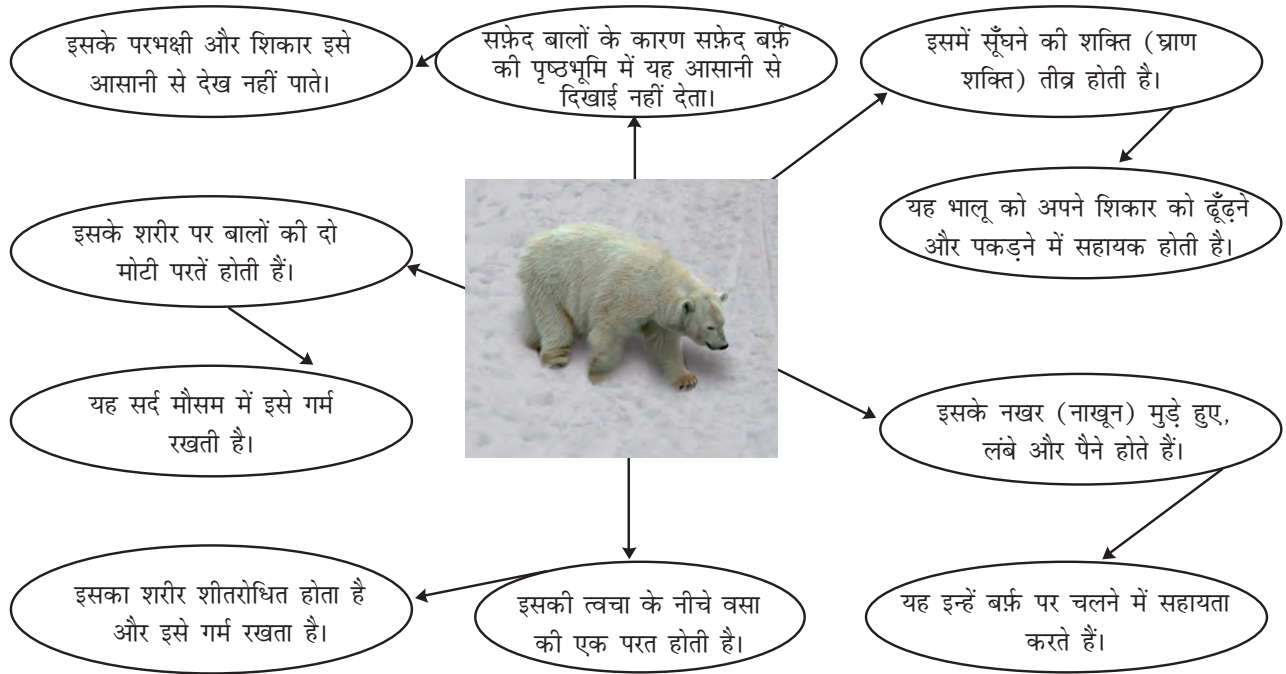 इसके परभक्षी और शिकार इसे
आसानी से देख नहीं पाते।
सफ़ेद बालों के कारण सफ़ेद बर्फ़
की पृष्ठभूमि में यह आसानी से
दिखाई नहीं देता।
इसमें सूँघने की शक्ति (घ्राण
शक्ति) तीव्र होती है।
यह भालू को अपने शिकार को ढूँढ़ने
और पकड़ने में सहायक होती है।
इसके शरीर पर बालों की दो
मोटी परतें होती हैं।
यह सर्द मौसम में इसे गर्म
रखती है।
इसके नखर (नाखून) मुड़े हुए,
लंबे और पैने होते हैं।
इसका शरीर शीतरोधित होता है
और इसे गर्म रखता है।
इसकी त्वचा के नीचे वसा
की एक परत होती है।
यह इन्हें बर्फ़ पर चलने में सहायता
करते हैं।